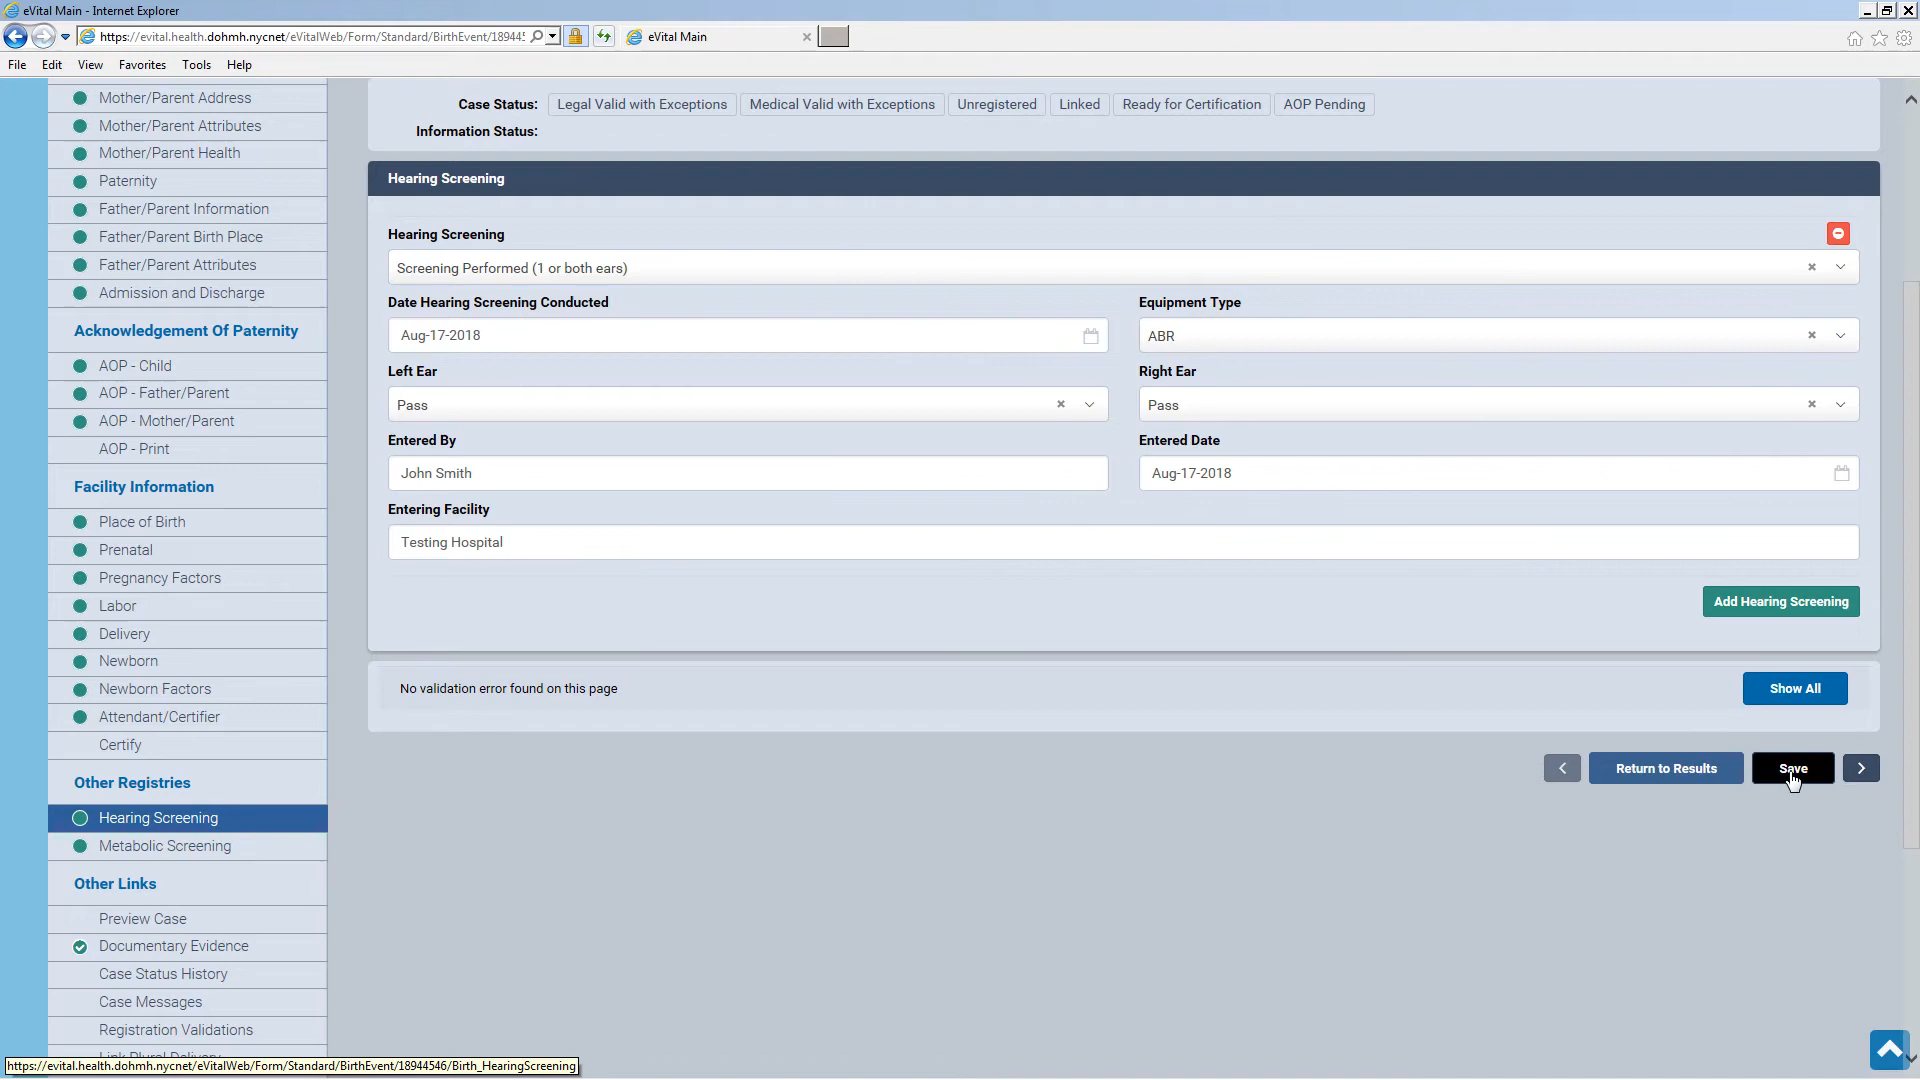 eVital Main - Internet Explorer
https://evital.health.dohmh.nycnet/eVitalWeb/Form/Standard/BirthEvent/18944
eVital Main
File Edit View Favorites Tools Help
Mother/Parent Address
Mother/Parent Attributes
Mother/Parent Health
Paternity
Father/Parent Information
Father/Parent Birth Place
Father/Parent Attributes
Admission and Discharge
Acknowledgement Of Paternity
AOP - Child
AOP - Father/Parent
AOP - Mother/Parent
AOP - Print
Facility Information
Place of Birth
Prenatal
Pregnancy Factors
Labor
Delivery
Newborn
Newborn Factors
Attendant/Certifier
Certify
Other Registries
Hearing Screening
Metabolic Screening
Other Links
Preview Case
Documentary Evidence
Case Status History
Case Messages
Registration Validations
Link Plural Delivery
Case Status: Legal Valid with Exceptions Medical Valid with Exceptions Unregistered Linked Ready for Certification AOP Pending
Information Status:
Hearing Screening
Hearing Screening
Screening Performed (1 or both ears)
Date Hearing Screening Conducted Equipment Type
Aug-17-2018 ABR
Left Ear Right Ear
Pass Pass
Entered By Entered Date
John Smith Aug-17-2018
Entering Facility
Testing Hospital
Add Hearing Screening
No validation error found on this page Show All
Return to Results Save
https://evital.health.dohmh.nycnet/eVitalWeb/Form/Standard/BirthEvent/18944546/Birth_HearingScreening